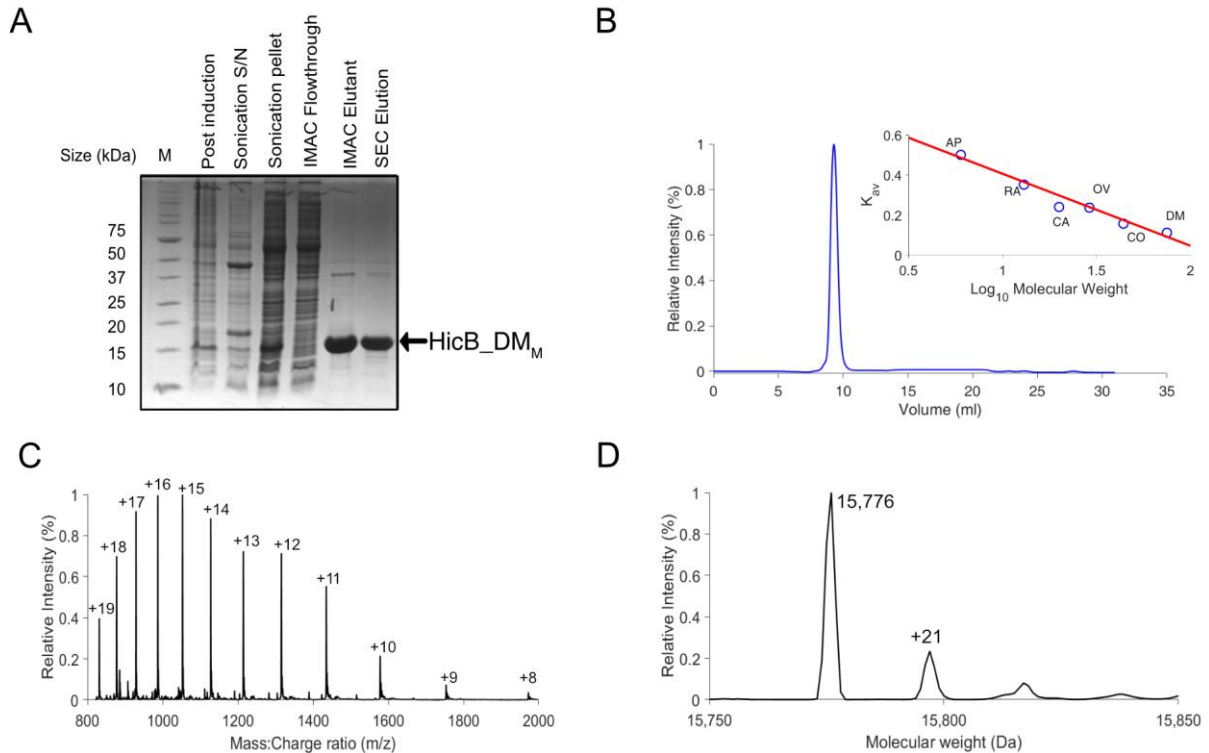 A
Size (kDa)
M
Post induction
Sonication S/N
Sonication pellet
IMAC Flowthrough
IMAC Elutant
SEC Elution
75
50
37
25
20
15
10
HicB_DM_M
B
Relative Intensity (%)
1
0.8
0.6
0.4
0.2
0
0 5 10 15 20 25 30 35
Volume (ml)
K_av
0.6
0.4
0.2
0
AP
RA
CA
OV
CO
DM
0.5 1 1.5 2
Log_10 Molecular Weight
C
Relative Intensity (%)
1
0.8
0.6
0.4
0.2
0
+19
+18
+17
+16
+15
+14
+13
+12
+11
+10
+9
+8
800 1000 1200 1400 1600 1800 2000
Mass:Charge ratio (m/z)
D
Relative Intensity (%)
1
0.8
0.6
0.4
0.2
0
15,776
+21
15,750 15,800 15,850
Molecular weight (Da)